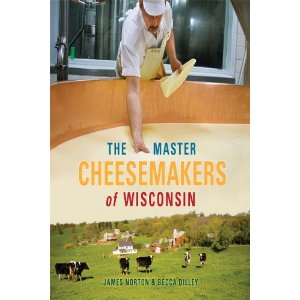 THE MASTER
CHEESEMAKERS
of WISCONSIN
JAMES NORTON & BECCA DILLEY